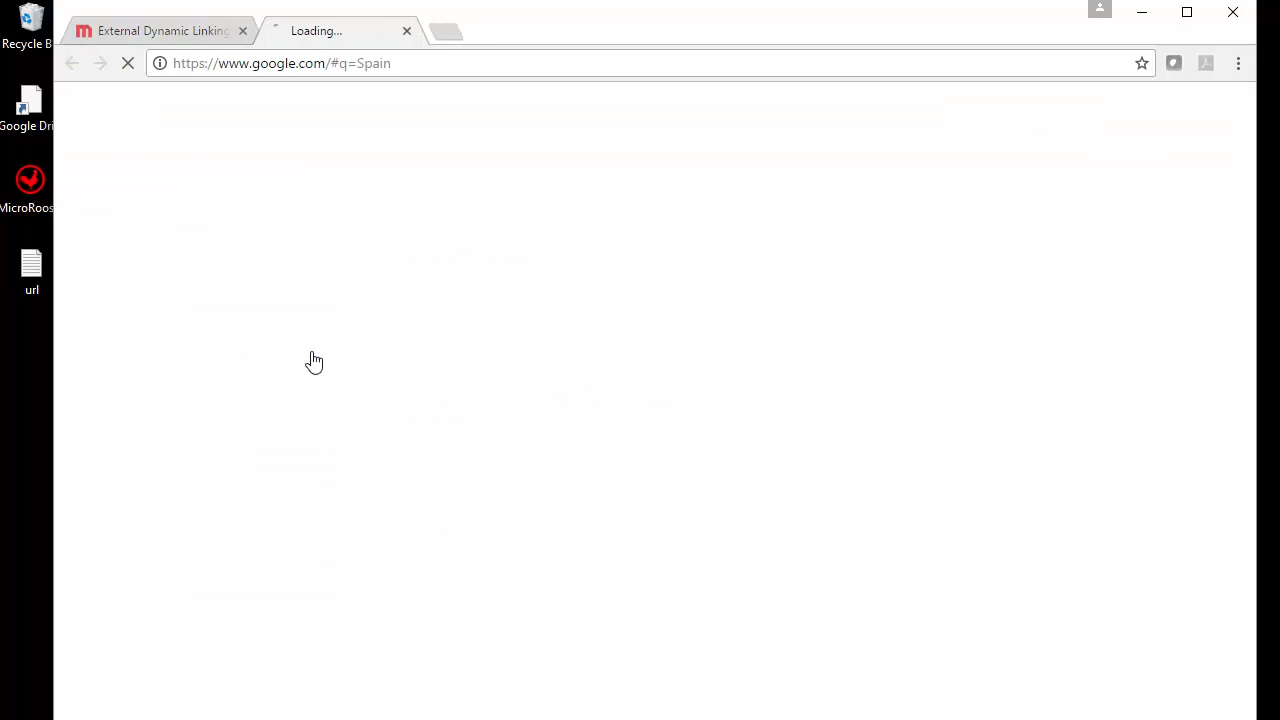 Recycle B
Google Dri
MicroRoos
url
External Dynamic Linking
Loading...
https://www.google.com/#q=Spain